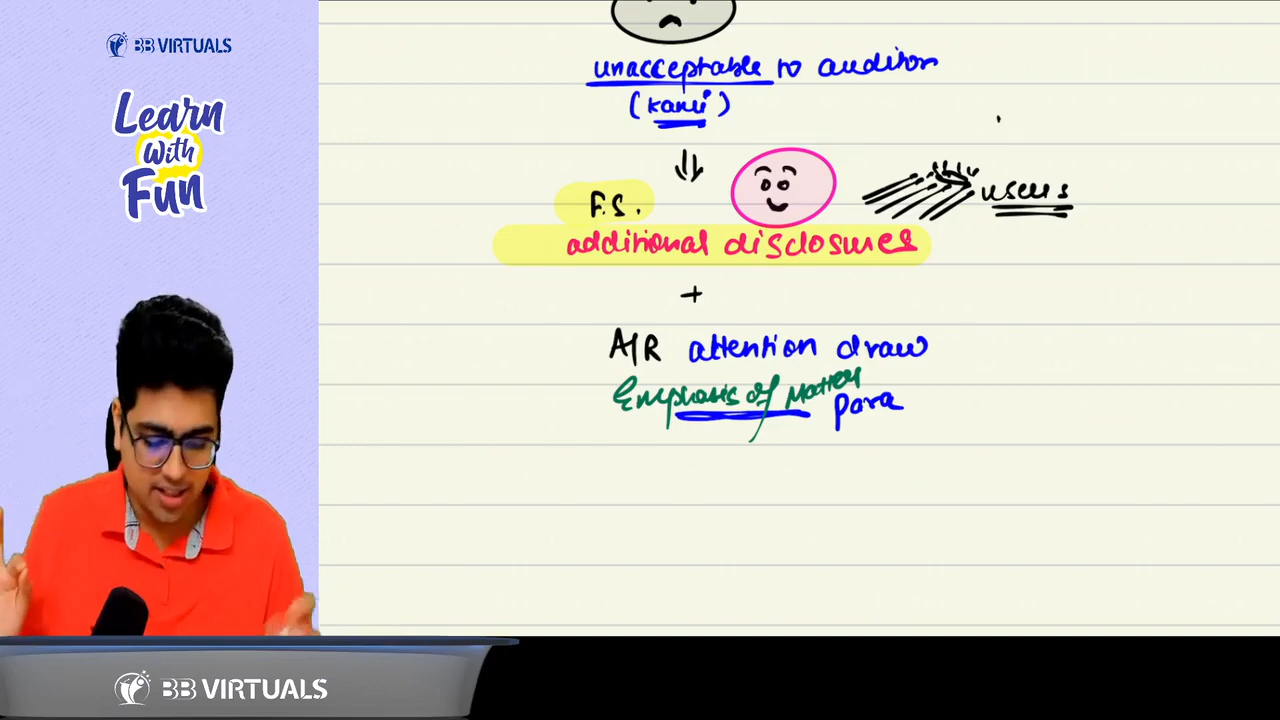 BB VIRTUALS
Learn
With
Fun
unacceptable to auditor
(Kami)
F.S.
users
additional disclosures
+
A/R attention draw
Emphasis of Matter
Para
BB VIRTUALS